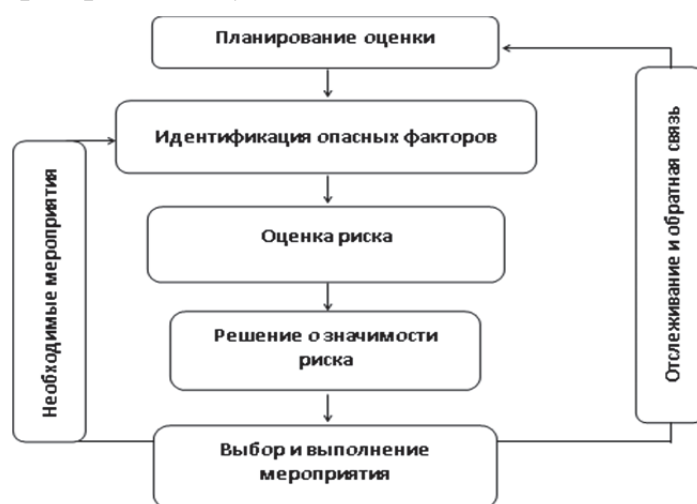 Планирование оценки
Идентификация опасных факторов
Оценка риска
Решение о значимости
риска
Выбор и выполнение
мероприятия
Необходимые мероприятия
Отслеживание и обратная связь